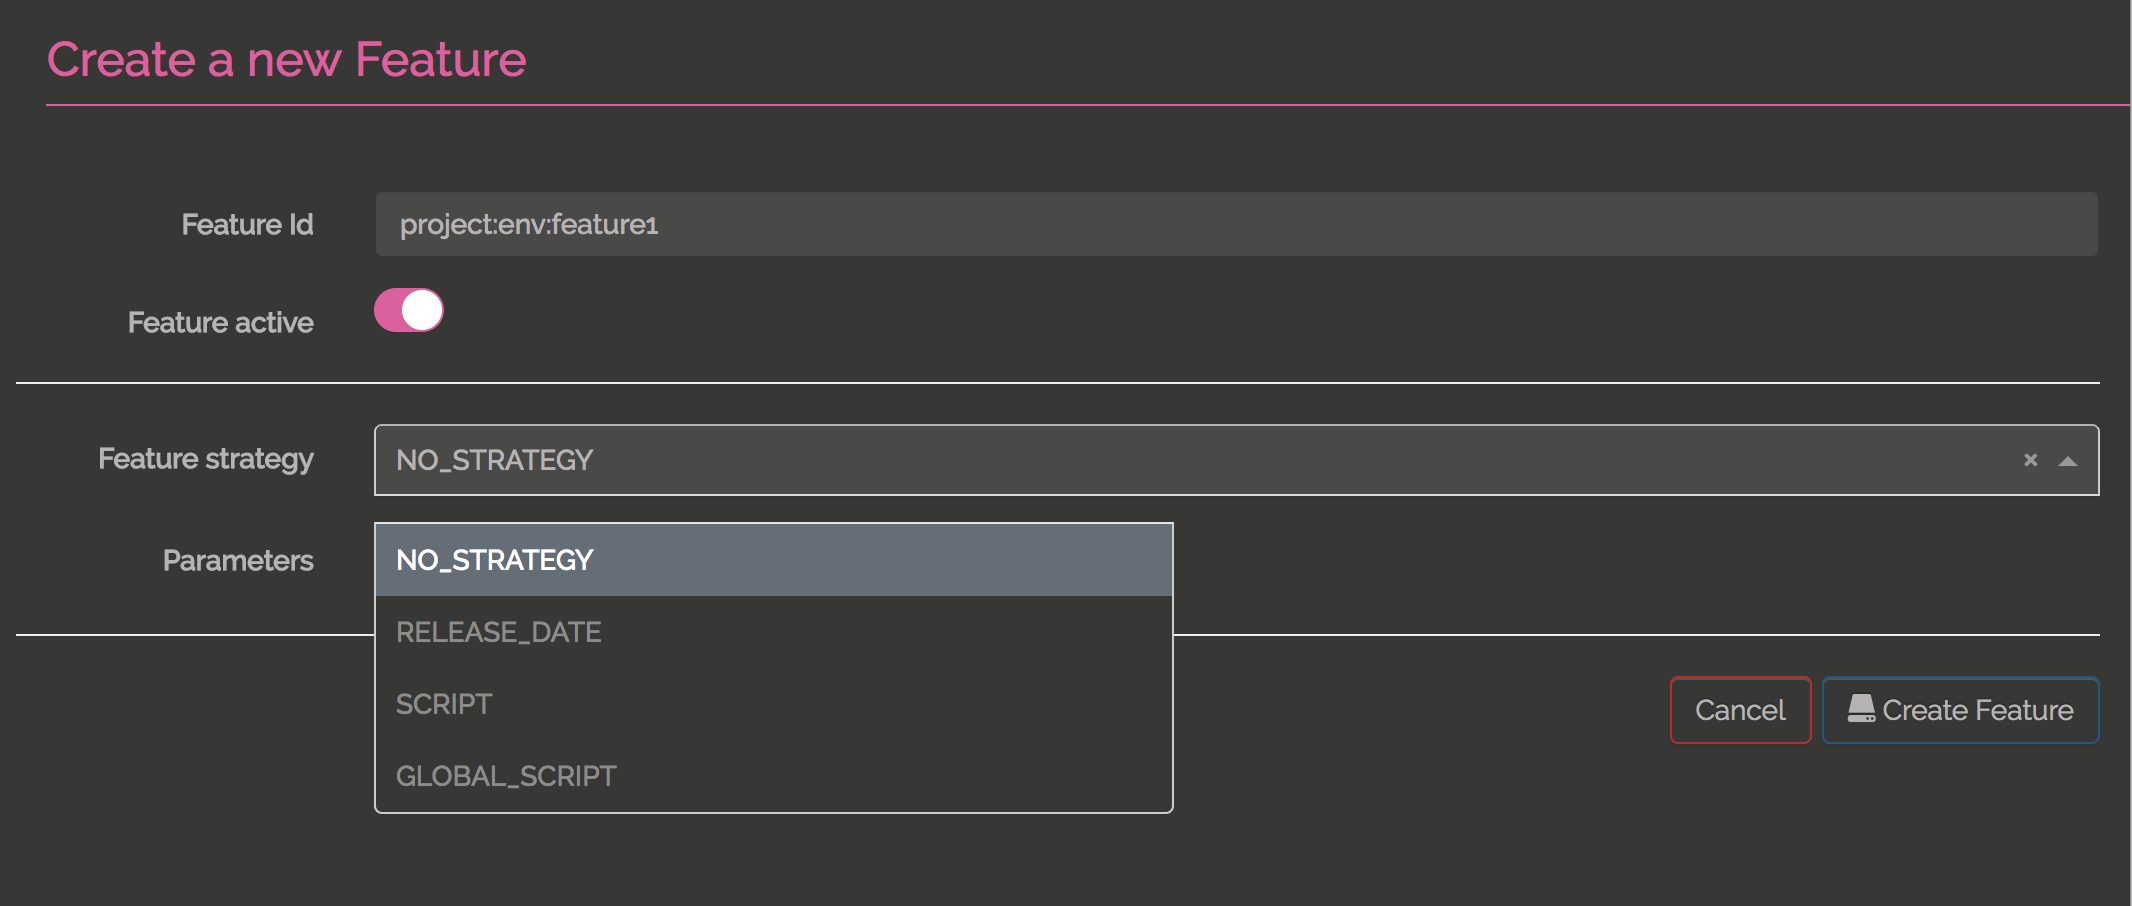 Create a new Feature
Feature Id
project:env:feature1
Feature active
Feature strategy
NO_STRATEGY
×
Parameters
NO_STRATEGY
RELEASE_DATE
SCRIPT
GLOBAL_SCRIPT
Cancel
Create Feature